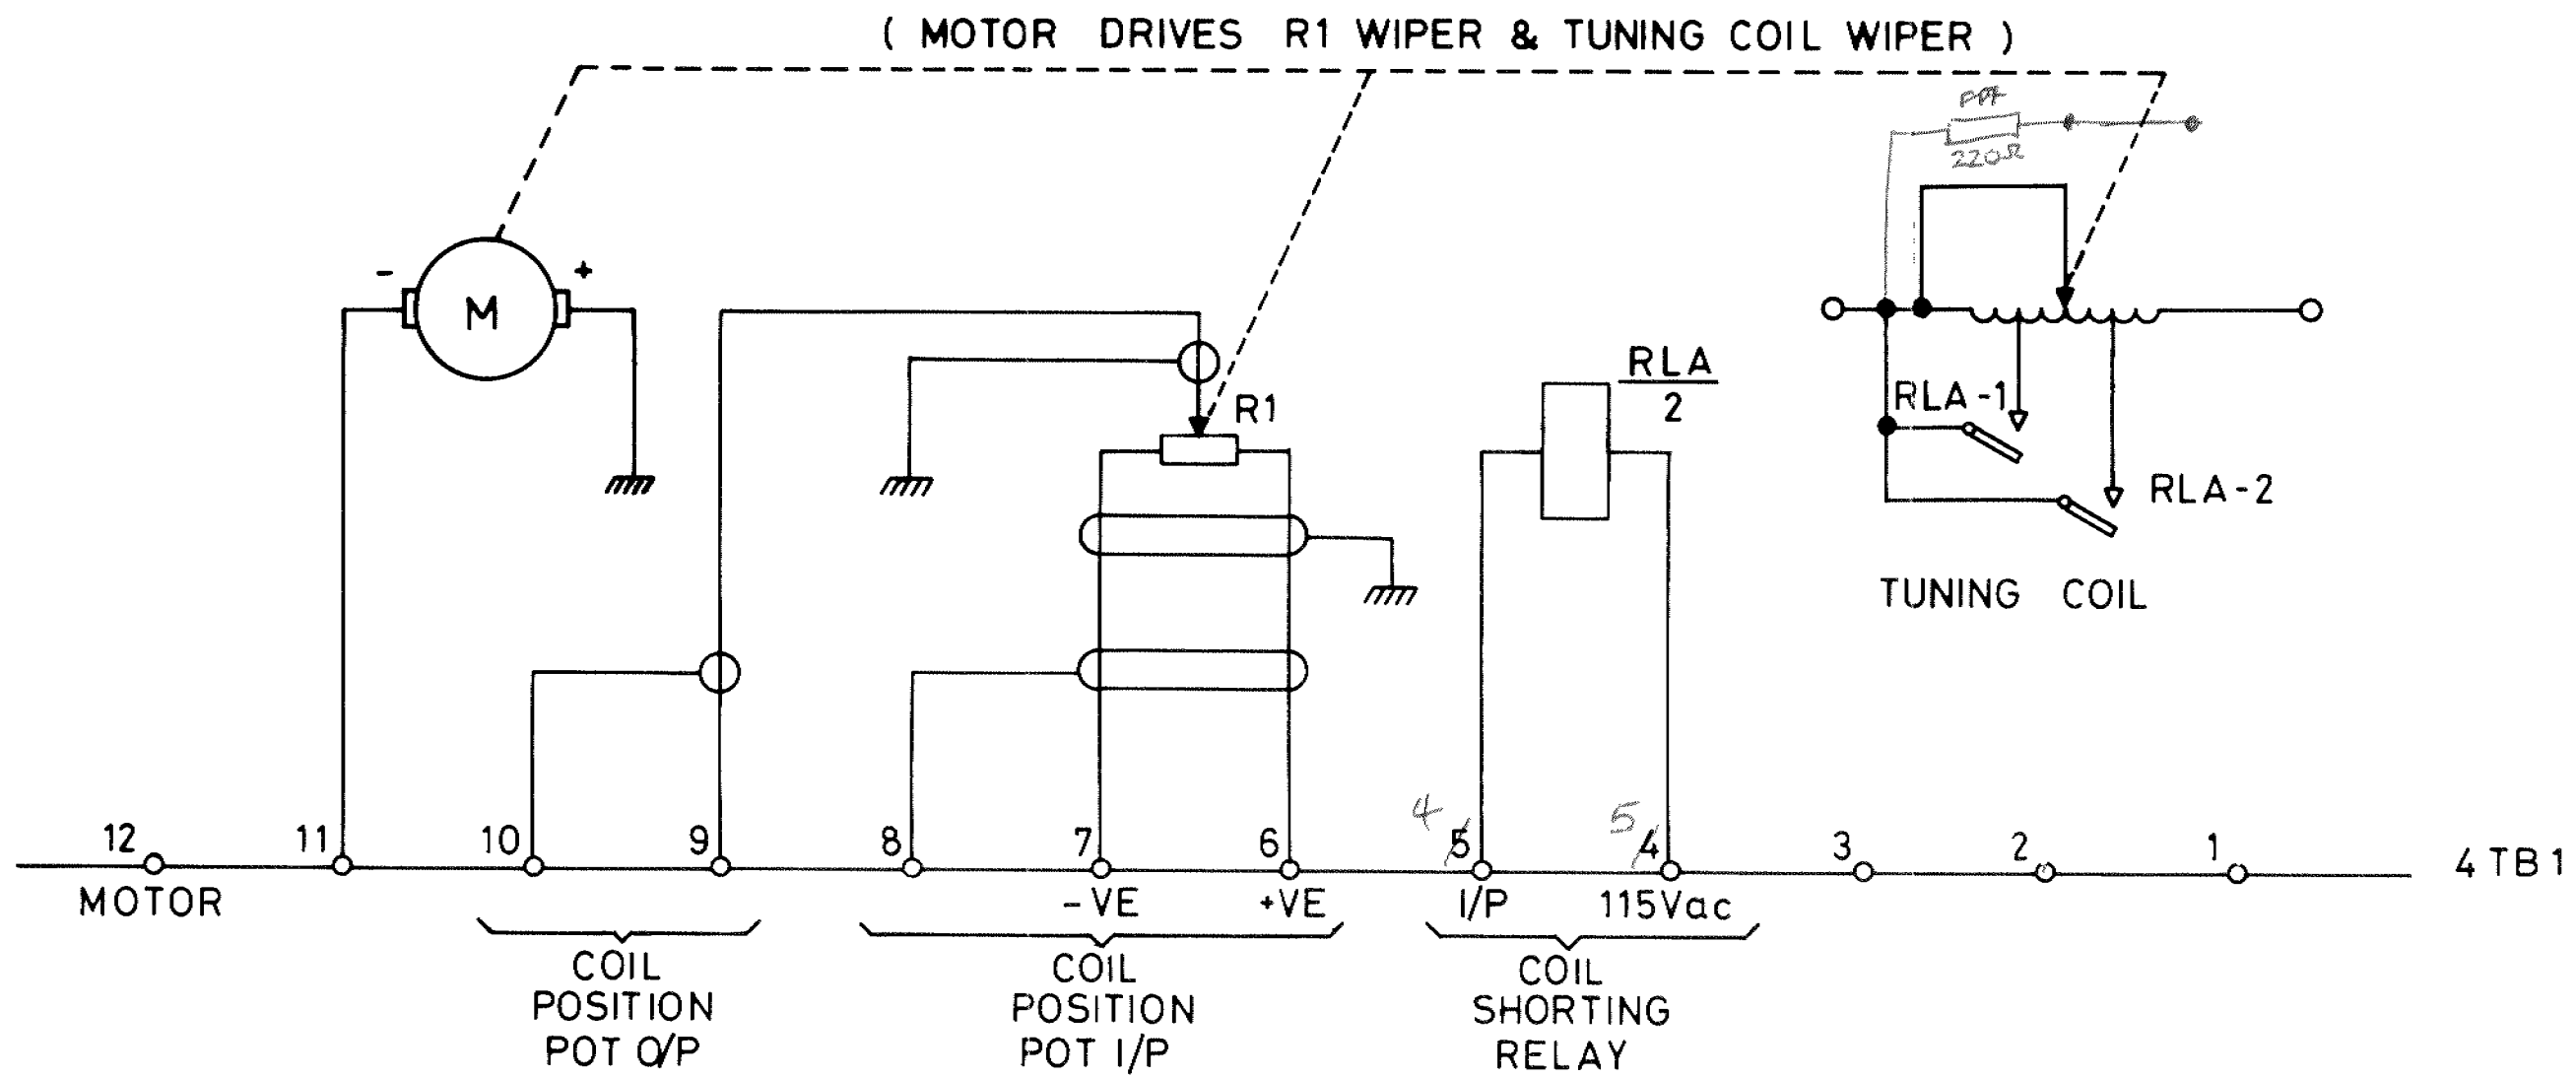 ( MOTOR DRIVES R1 WIPER & TUNING COIL WIPER )
220Ω
- +
M
R1
RLA
2
RLA-1
RLA-2
TUNING COIL
4 5
12 11 10 9 8 7 6 5 4 3 2 1 4TB1
MOTOR -VE +VE I/P 115Vac
COIL
POSITION
POT O/P
COIL
POSITION
POT I/P
COIL
SHORTING
RELAY